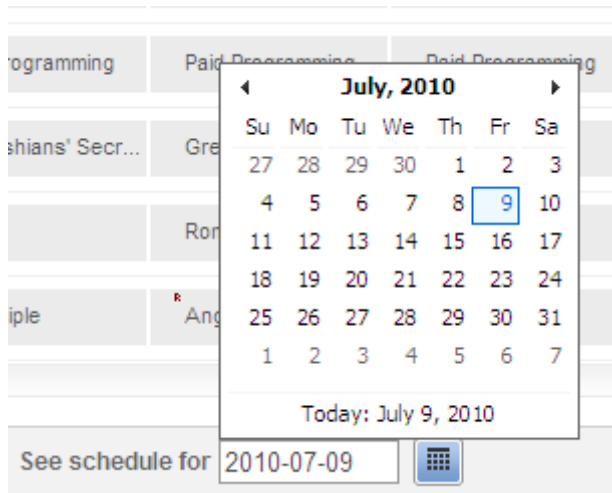 rogramming Paid Programming Paid Programming
July, 2010
Su Mo Tu We Th Fr Sa
shians' Secr... Gre
27 28 29 30 1 2 3
4 5 6 7 8 9 10
Ror
11 12 13 14 15 16 17
18 19 20 21 22 23 24
iple R Ang
25 26 27 28 29 30 31
1 2 3 4 5 6 7
Today: July 9, 2010
See schedule for 2010-07-09